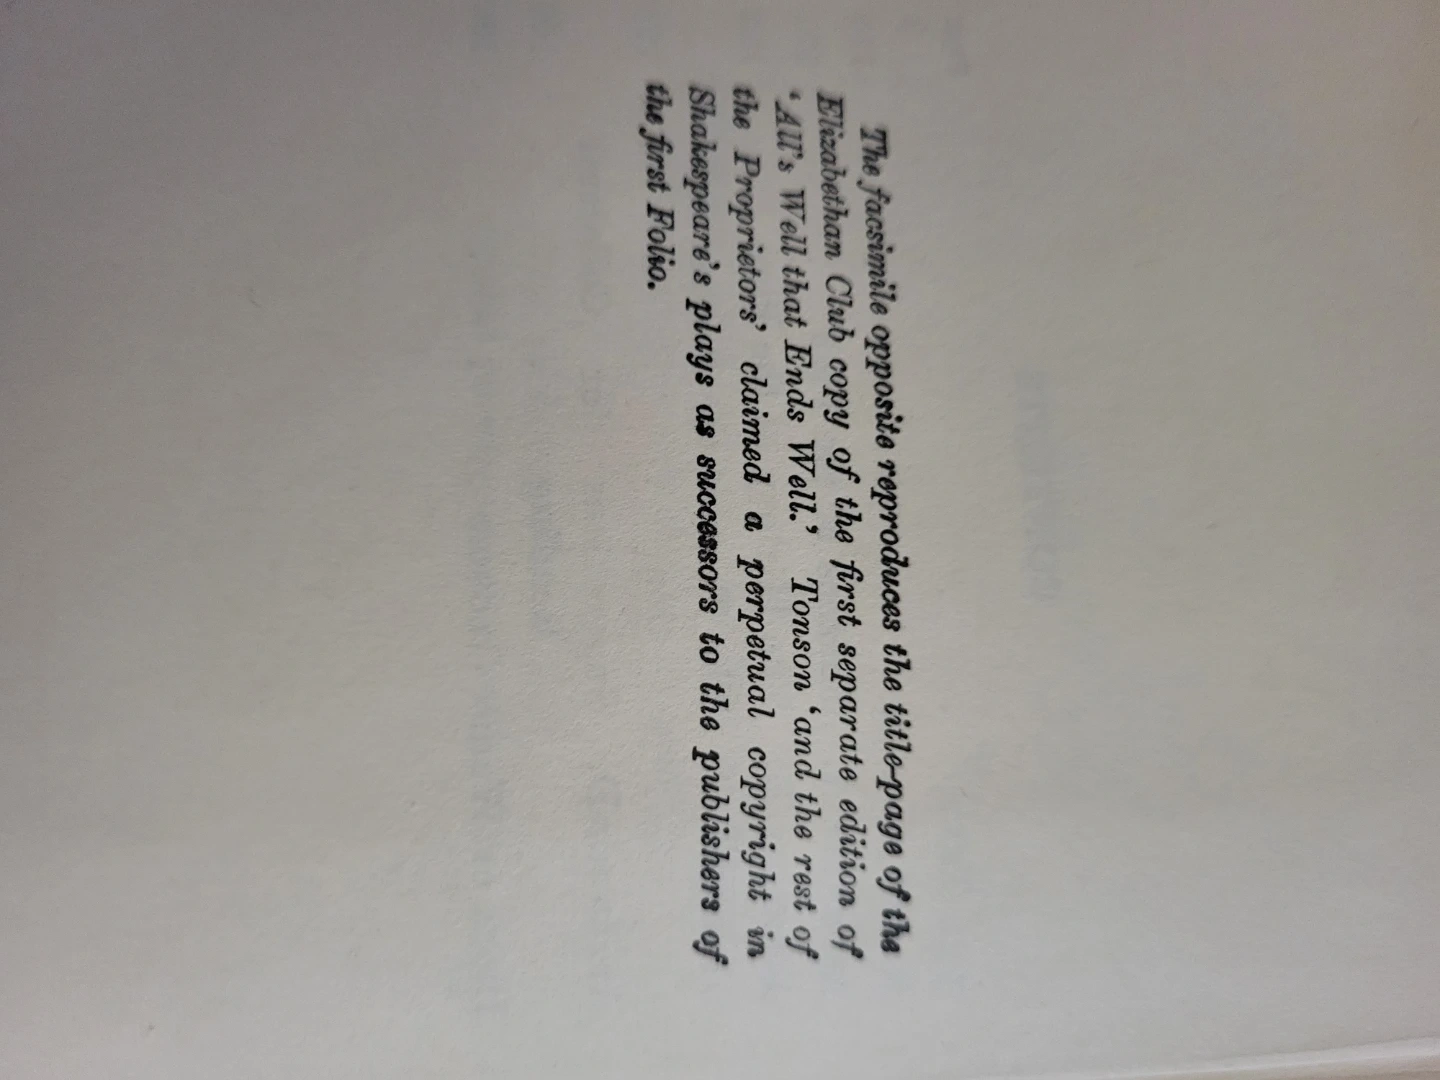 The facsimile opposite reproduces the title-page of the
Elizabethan Club copy of the first separate edition of
‘All's Well that Ends Well.’ Tonson ‘and the rest of
the Proprietors’ claimed a perpetual copyright in
Shakespeare's plays as successors to the publishers of
the first Folio.